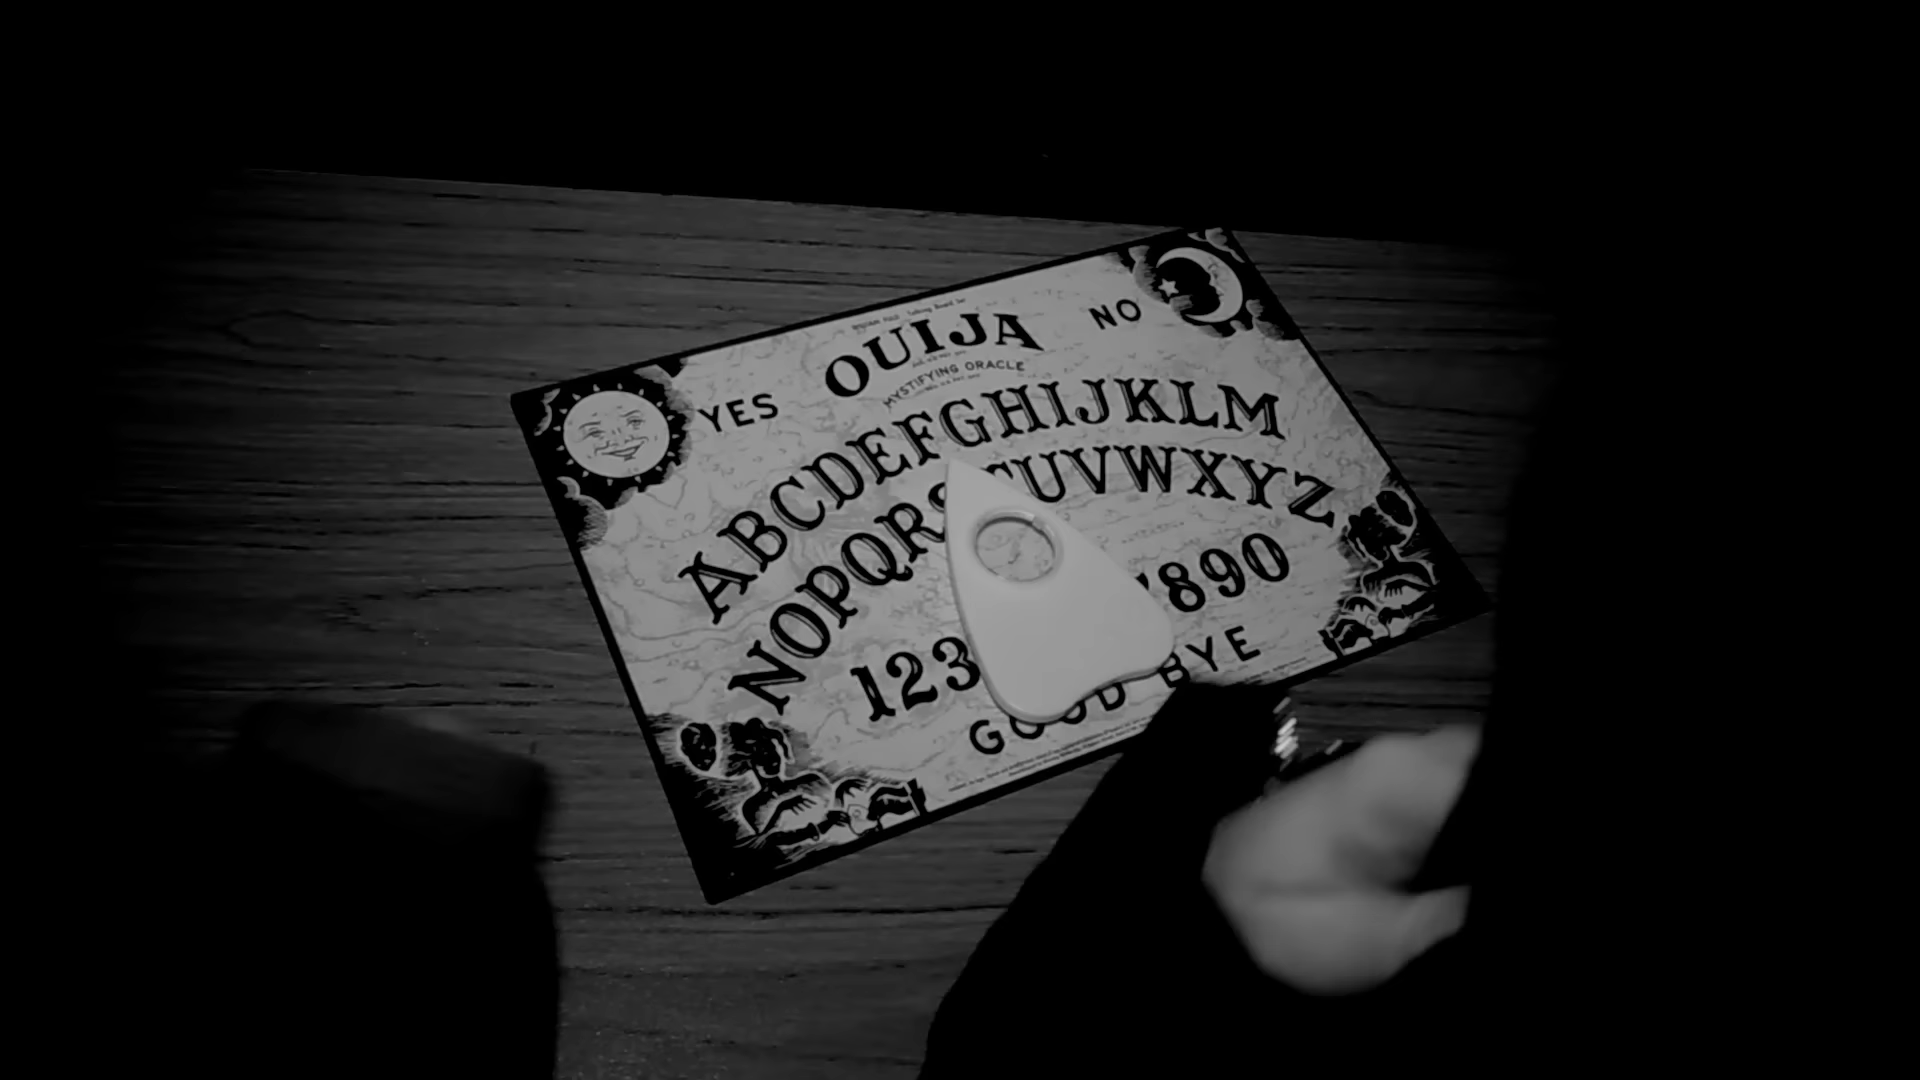 OUIJA
YES NO
MYSTIFYING ORACLE
ABCDEFGHIJKLM
NOPQRS UVWXYZ
123 890
GOOD BYE